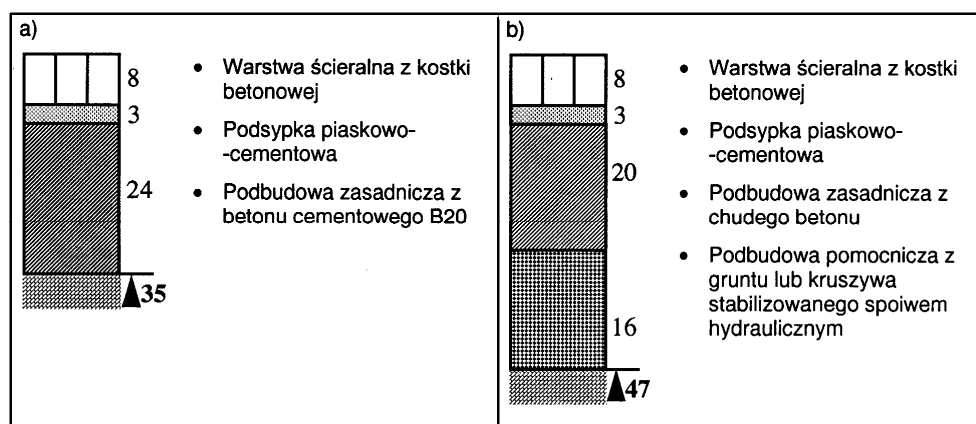 a)
8
3
24
35
• Warstwa ścieralna z kostki
betonowej
• Podsypka piaskowo-
-cementowa
• Podbudowa zasadnicza z
betonu cementowego B20
b)
8
3
20
16
47
• Warstwa ścieralna z kostki
betonowej
• Podsypka piaskowo-
-cementowa
• Podbudowa zasadnicza z
chudego betonu
• Podbudowa pomocnicza z
gruntu lub kruszywa
stabilizowanego spoiwem
hydraulicznym